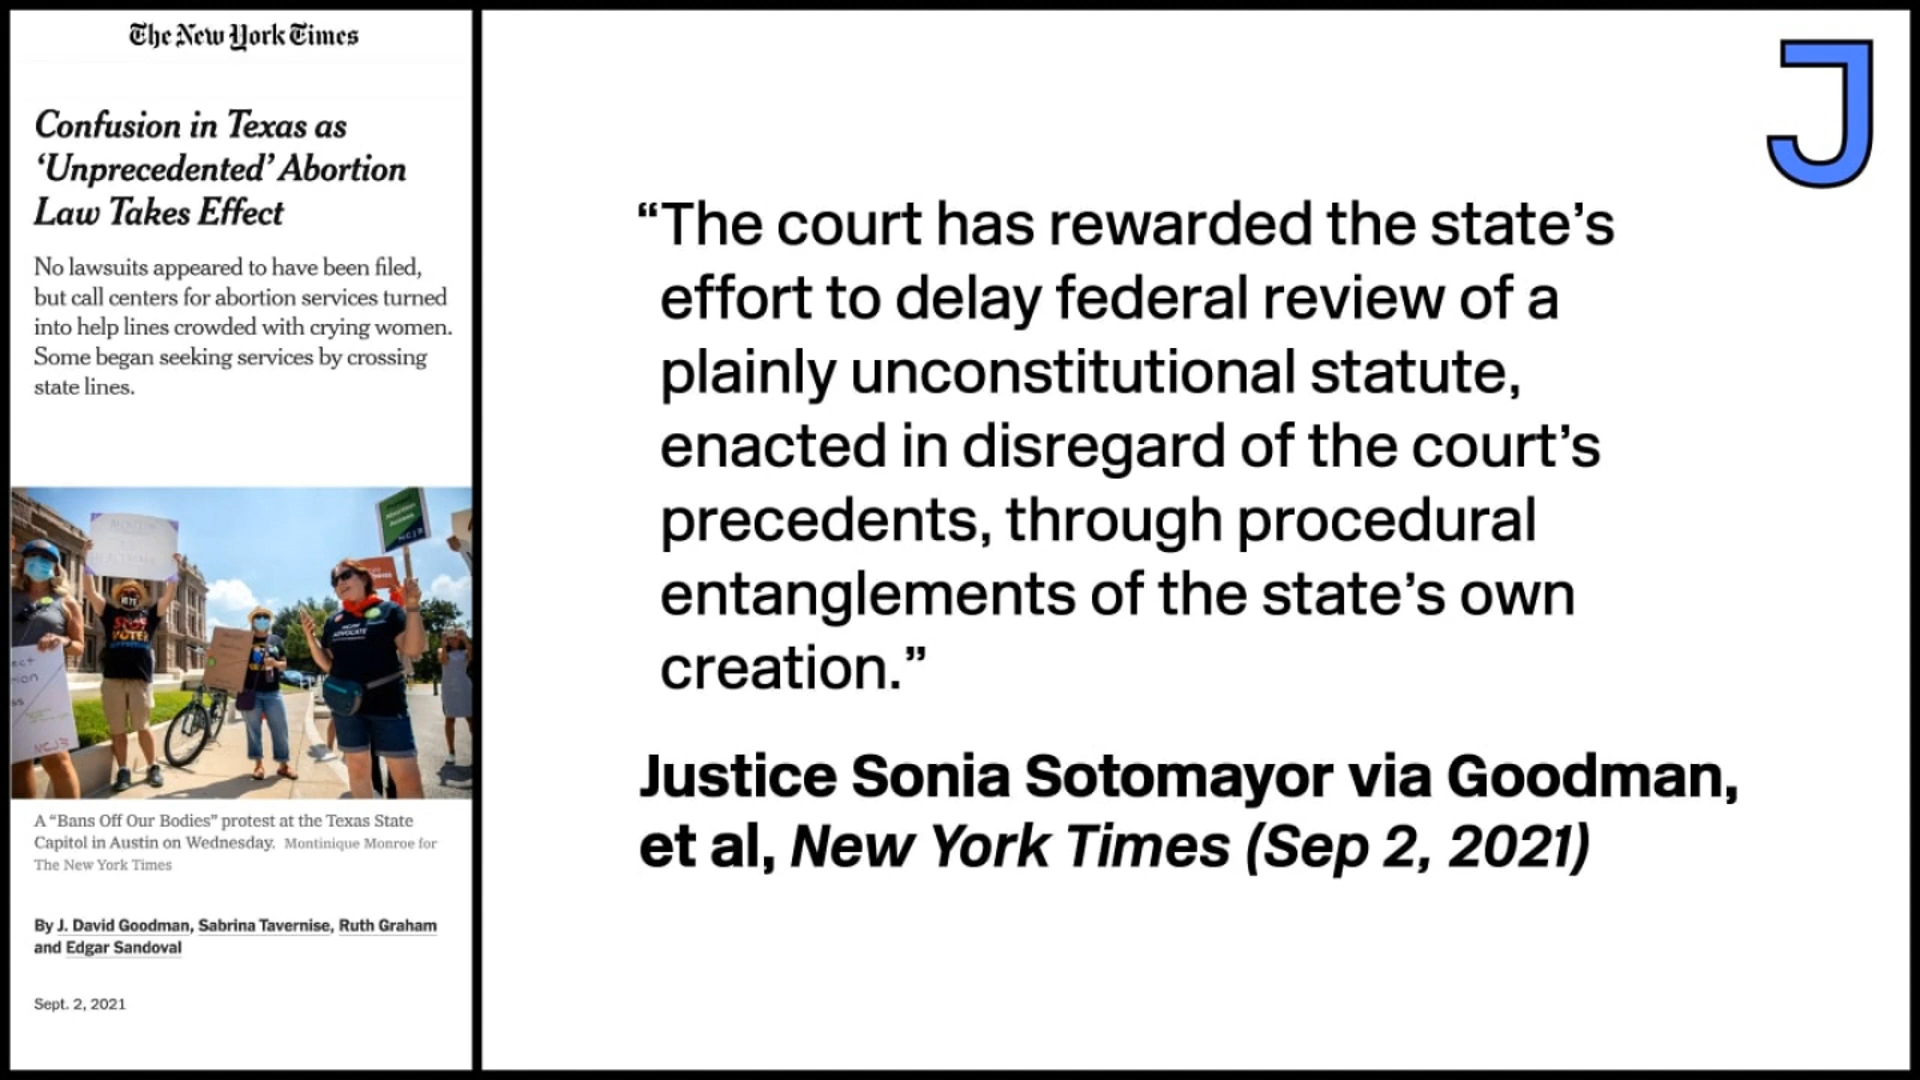 The New York Times
Confusion in Texas as
‘Unprecedented’ Abortion
Law Takes Effect
No lawsuits appeared to have been filed,
but call centers for abortion services turned
into help lines crowded with crying women.
Some began seeking services by crossing
state lines.
Abortion
Access
NCJW
VOTE
ADVOCATE
A “Bans Off Our Bodies” protest at the Texas State
Capitol in Austin on Wednesday. Montinique Monroe for
The New York Times
By J. David Goodman, Sabrina Tavernise, Ruth Graham
and Edgar Sandoval
Sept. 2, 2021
J
“The court has rewarded the state’s
effort to delay federal review of a
plainly unconstitutional statute,
enacted in disregard of the court’s
precedents, through procedural
entanglements of the state’s own
creation.”
Justice Sonia Sotomayor via Goodman,
et al, New York Times (Sep 2, 2021)